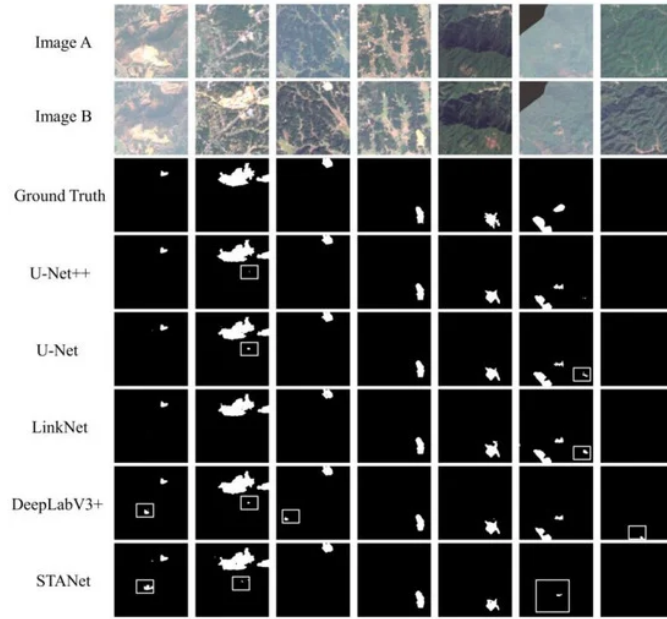 Image A
Image B
Ground Truth
U-Net++
U-Net
LinkNet
DeepLabV3+
STANet